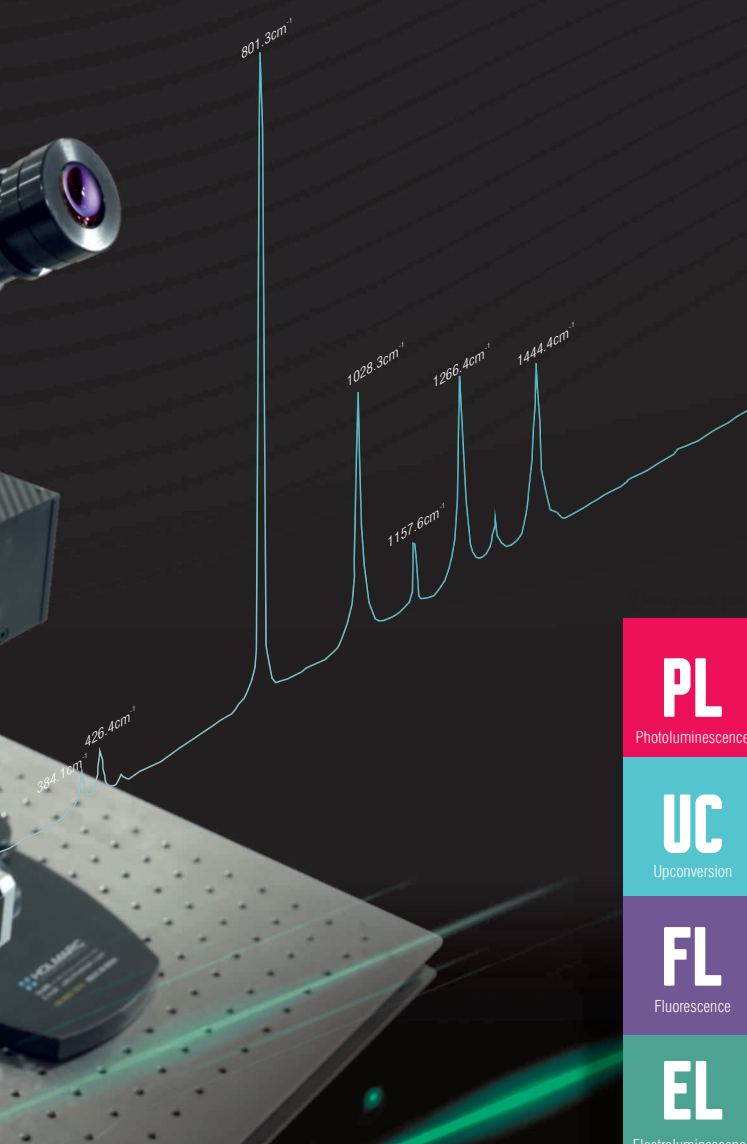 801.3cm⁻¹
1028.3cm⁻¹
1266.4cm⁻¹
1444.4cm⁻¹
1157.6cm⁻¹
426.4cm⁻¹
384.1cm⁻¹
PL
Photoluminescence
UC
Upconversion
FL
Fluorescence
EL
HOLMARC